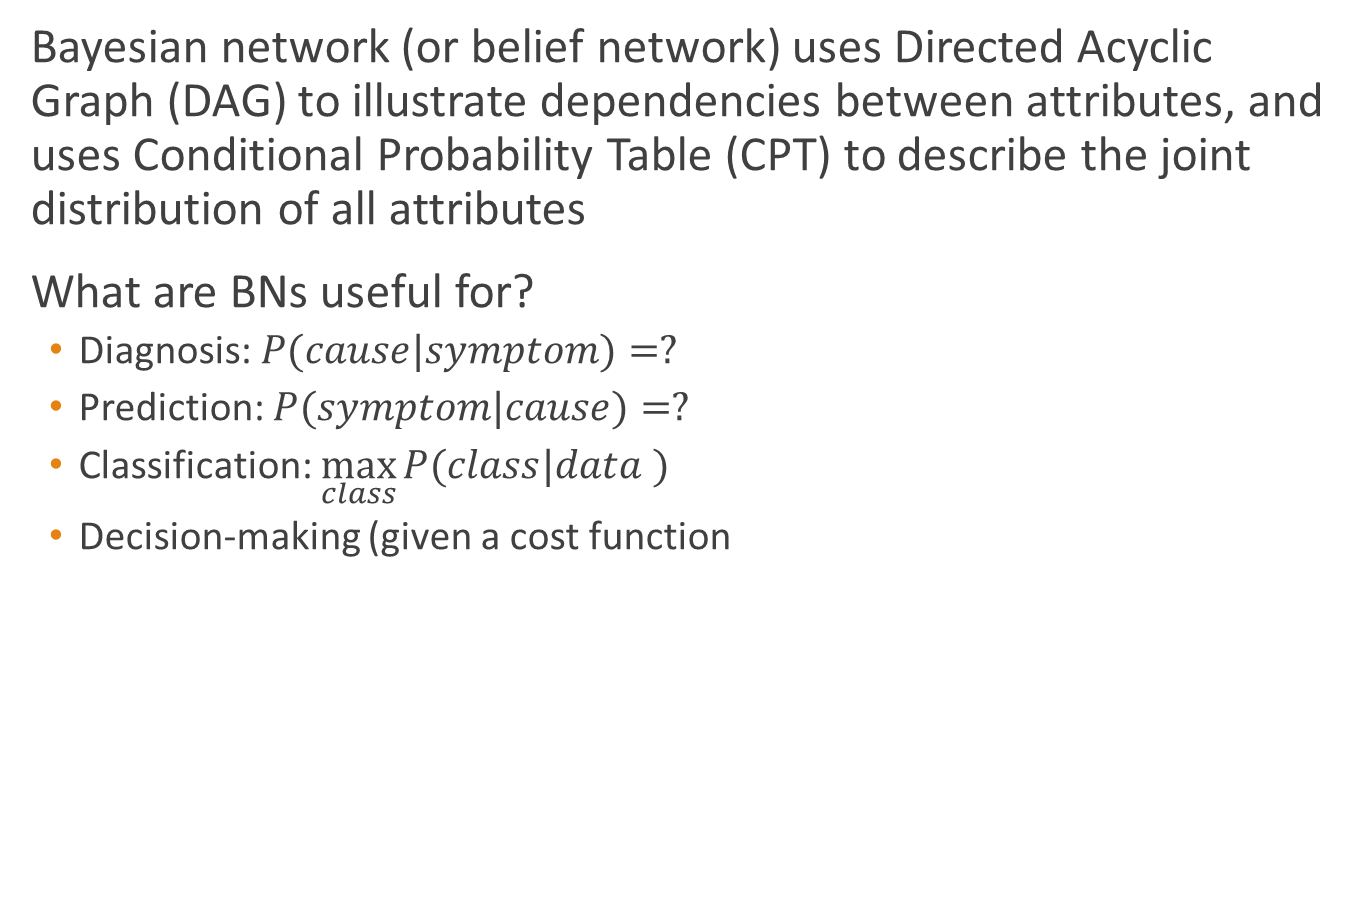 Bayesian network (or belief network) uses Directed Acyclic
Graph (DAG) to illustrate dependencies between attributes, and
uses Conditional Probability Table (CPT) to describe the joint
distribution of all attributes
What are BNs useful for?
• Diagnosis: P(cause|symptom) =?
• Prediction: P(symptom|cause) =?
• Classification: max P(class|data )
class
• Decision-making (given a cost function